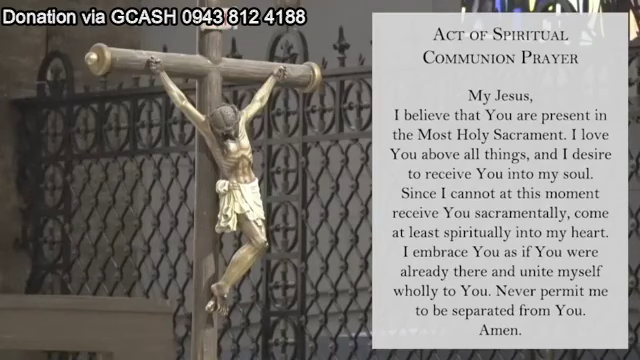 Donation via GCASH 0943 812 4188
ACT OF SPIRITUAL
COMMUNION PRAYER
My Jesus,
I believe that You are present in
the Most Holy Sacrament. I love
You above all things, and I desire
to receive You into my soul.
Since I cannot at this moment
receive You sacramentally, come
at least spiritually into my heart.
I embrace You as if You were
already there and unite myself
wholly to You. Never permit me
to be separated from You.
Amen.